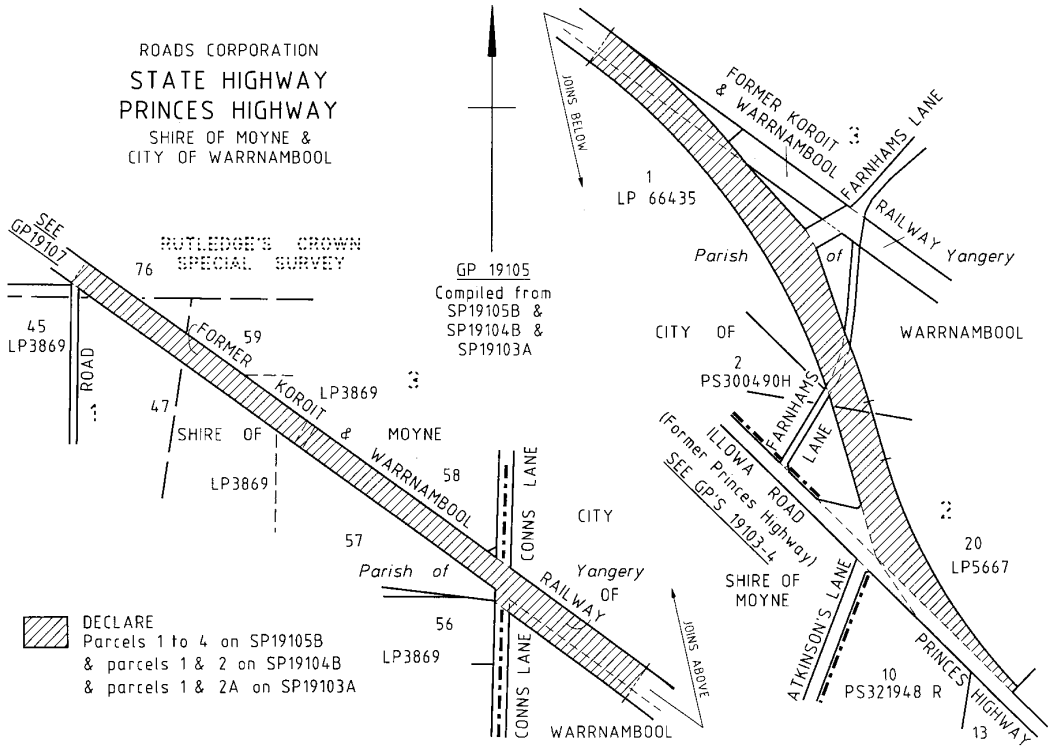 ROADS CORPORATION
STATE HIGHWAY
PRINCES HIGHWAY
SHIRE OF MOYNE &
CITY OF WARRNAMBOOL
SEE
GP19107
RUTLEDGE'S CROWN
SPECIAL SURVEY
76
GP 19105
Compiled from
SP19105B &
SP19104B &
SP19103A
45
LP3869
ROAD
1
59
LP3869
3
FORMER
KOROIT
&
WARRNAMBOOL
RAILWAY
47
SHIRE OF
MOYNE
LP3869
58
CONNS LANE
CITY
57
Parish of
Yangery
OF
56
LP3869
CONNS LANE
WARRNAMBOOL
JOINS ABOVE
DECLARE
Parcels 1 to 4 on SP19105B
& parcels 1 & 2 on SP19104B
& parcels 1 & 2A on SP19103A
JOINS BELOW
1
LP 66435
FORMER KOROIT
& WARRNAMBOOL
3
FARNHAMS LANE
RAILWAY
Parish of Yangery
CITY OF
WARRNAMBOOL
2
PS300490H
FARNHAMS
LANE
ILLOWA ROAD
(Former Princes Highway)
SEE GP'S 19103-4
SHIRE OF
MOYNE
2
20
LP5667
ATKINSON'S LANE
10
PS321948 R
PRINCES HIGHWAY
13